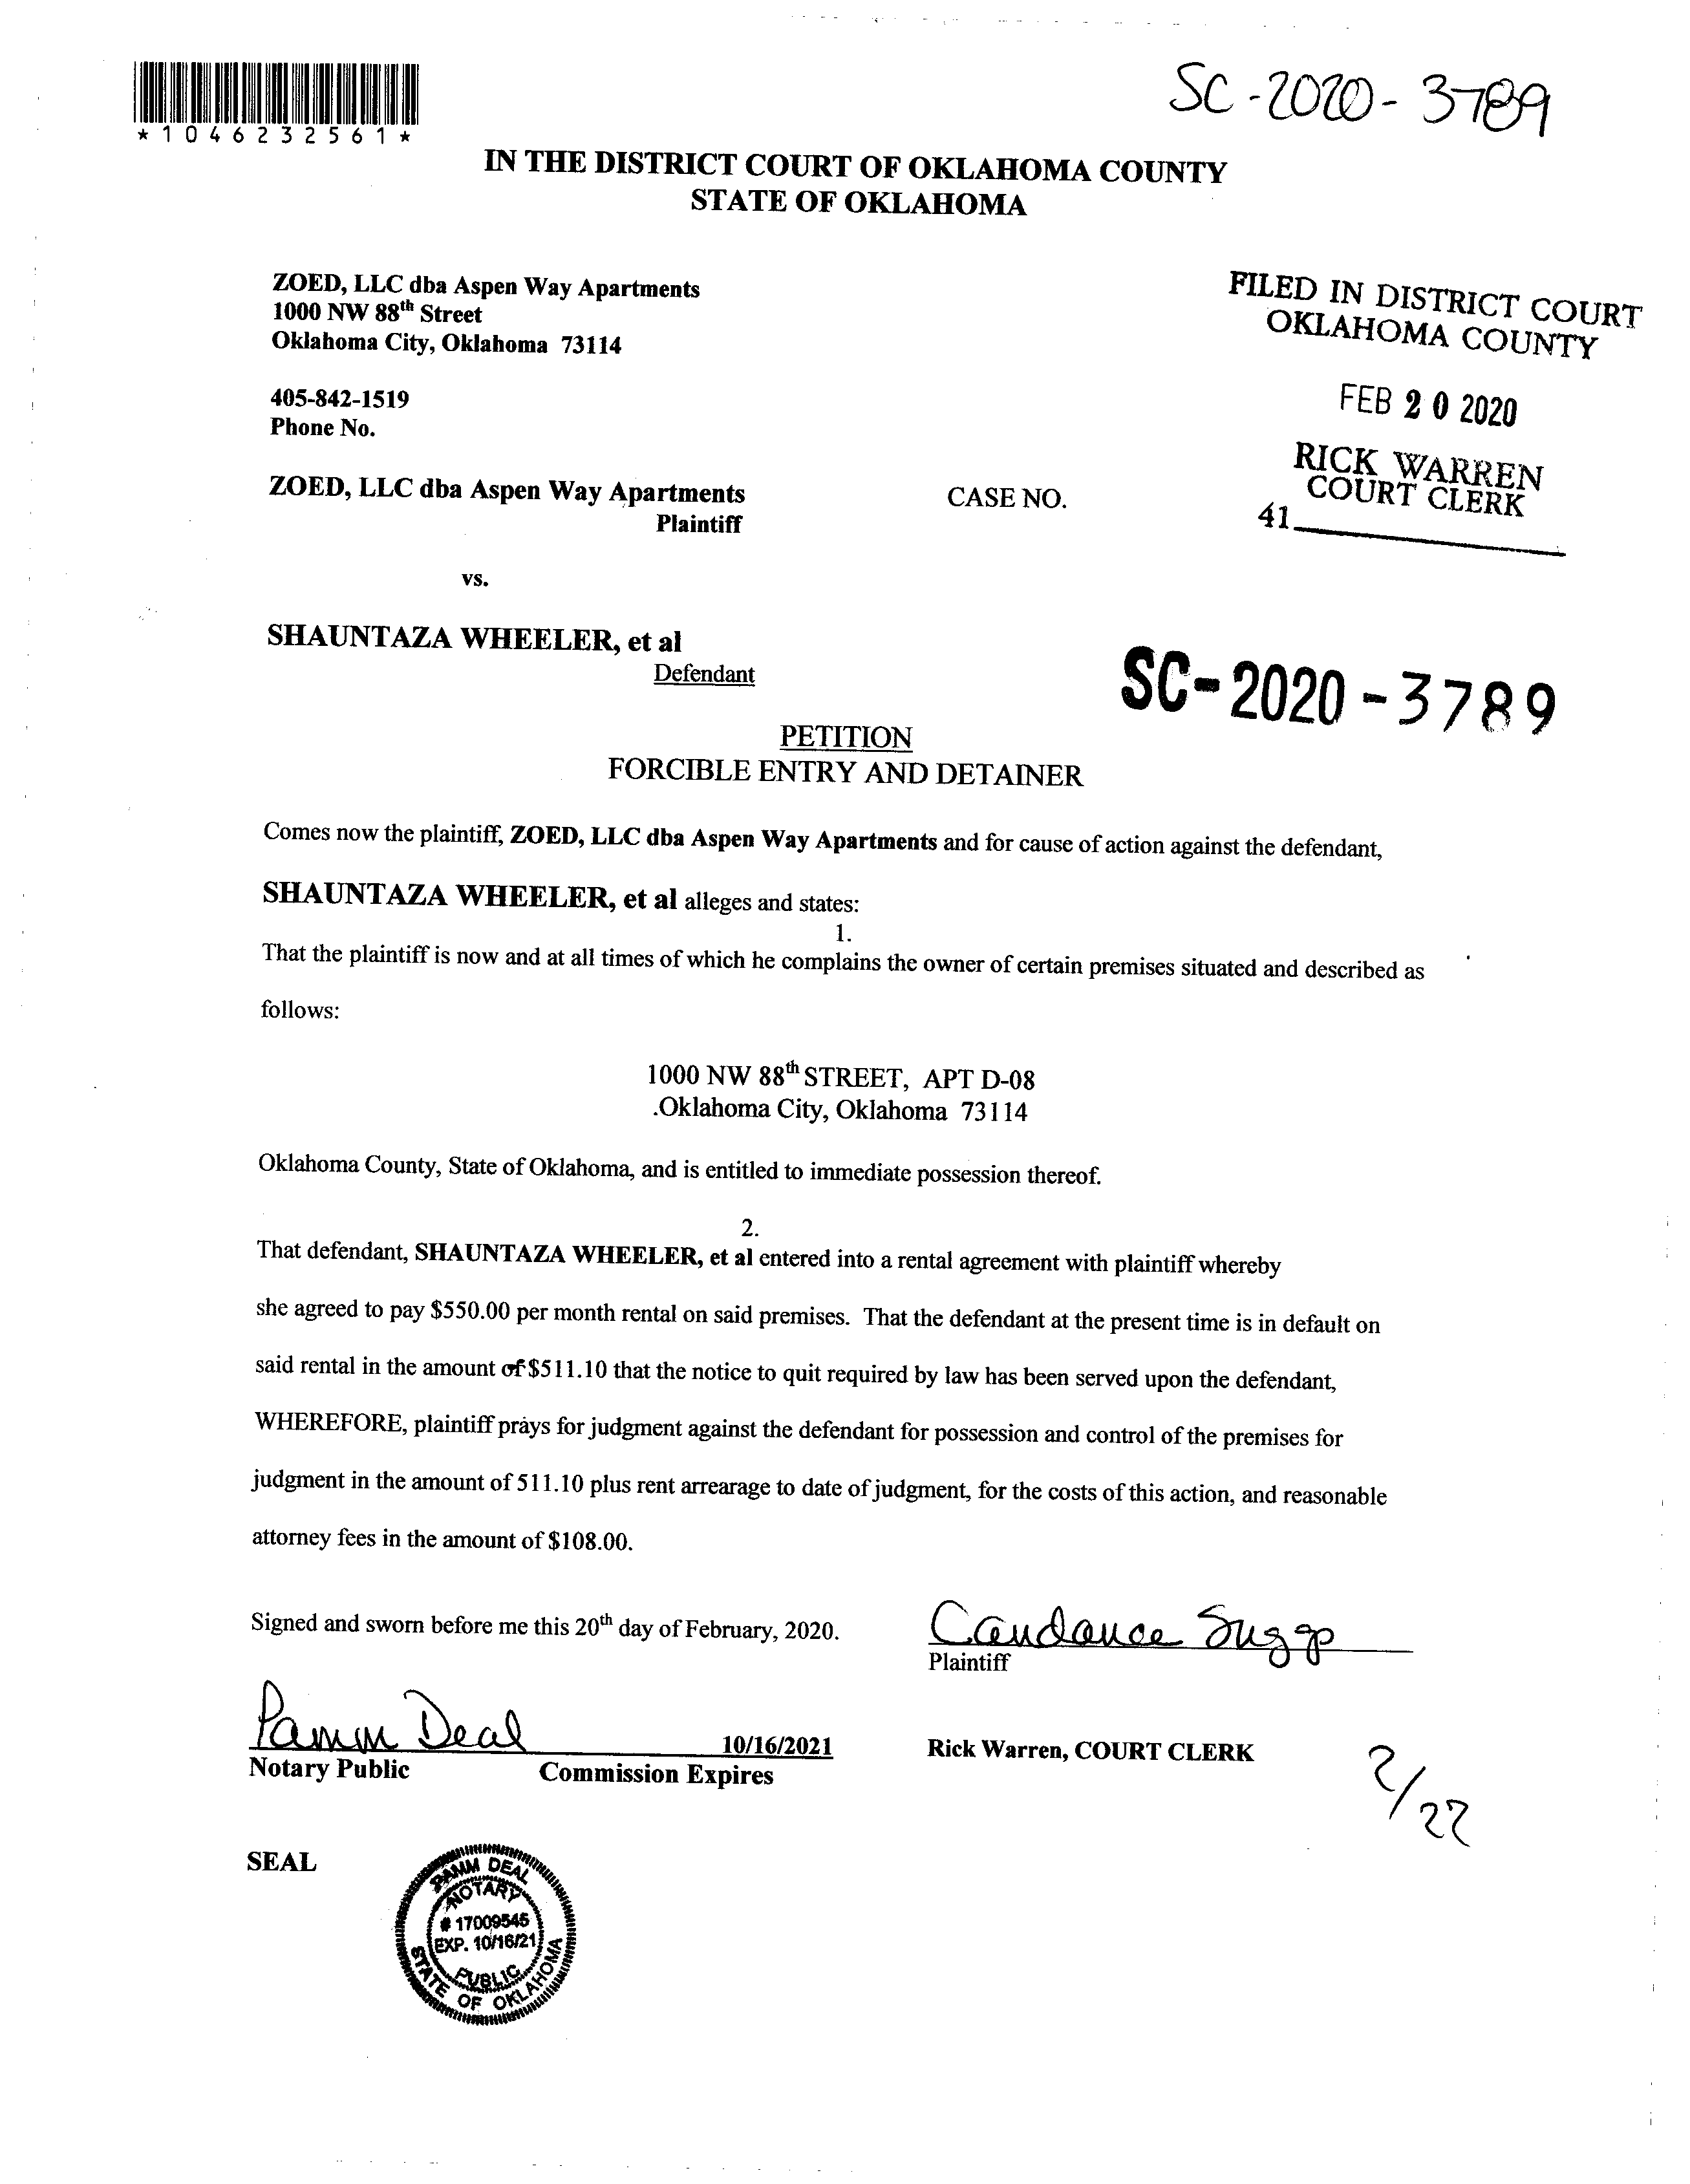 SC-2020-3789
*1046232561*
IN THE DISTRICT COURT OF OKLAHOMA COUNTY
STATE OF OKLAHOMA
ZOED, LLC dba Aspen Way Apartments
1000 NW 88th Street
Oklahoma City, Oklahoma 73114
FILED IN DISTRICT COURT
OKLAHOMA COUNTY
405-842-1519
Phone No.
FEB 20 2020
RICK WARREN
COURT CLERK
41
ZOED, LLC dba Aspen Way Apartments
Plaintiff
CASE NO.
vs.
SHAUNTAZA WHEELER, et al
Defendant
SC-2020-3789
PETITION
FORCIBLE ENTRY AND DETAINER
Comes now the plaintiff, ZOED, LLC dba Aspen Way Apartments and for cause of action against the defendant,
SHAUNTAZA WHEELER, et al alleges and states:
1.
That the plaintiff is now and at all times of which he complains the owner of certain premises situated and described as
follows:
1000 NW 88th STREET, APT D-08
.Oklahoma City, Oklahoma 73114
Oklahoma County, State of Oklahoma, and is entitled to immediate possession thereof.
2.
That defendant, SHAUNTAZA WHEELER, et al entered into a rental agreement with plaintiff whereby
she agreed to pay $550.00 per month rental on said premises. That the defendant at the present time is in default on
said rental in the amount of $511.10 that the notice to quit required by law has been served upon the defendant,
WHEREFORE, plaintiff prays for judgment against the defendant for possession and control of the premises for
judgment in the amount of 511.10 plus rent arrearage to date of judgment, for the costs of this action, and reasonable
attorney fees in the amount of $108.00.
Signed and sworn before me this 20th day of February, 2020.
Candance Suggs
Plaintiff
Pamm Deal 10/16/2021
Notary Public Commission Expires
Rick Warren, COURT CLERK
2/27
SEAL
PAMM DEAL
NOTARY
# 17009545
EXP. 10/16/21
PUBLIC
STATE OF OKLAHOMA